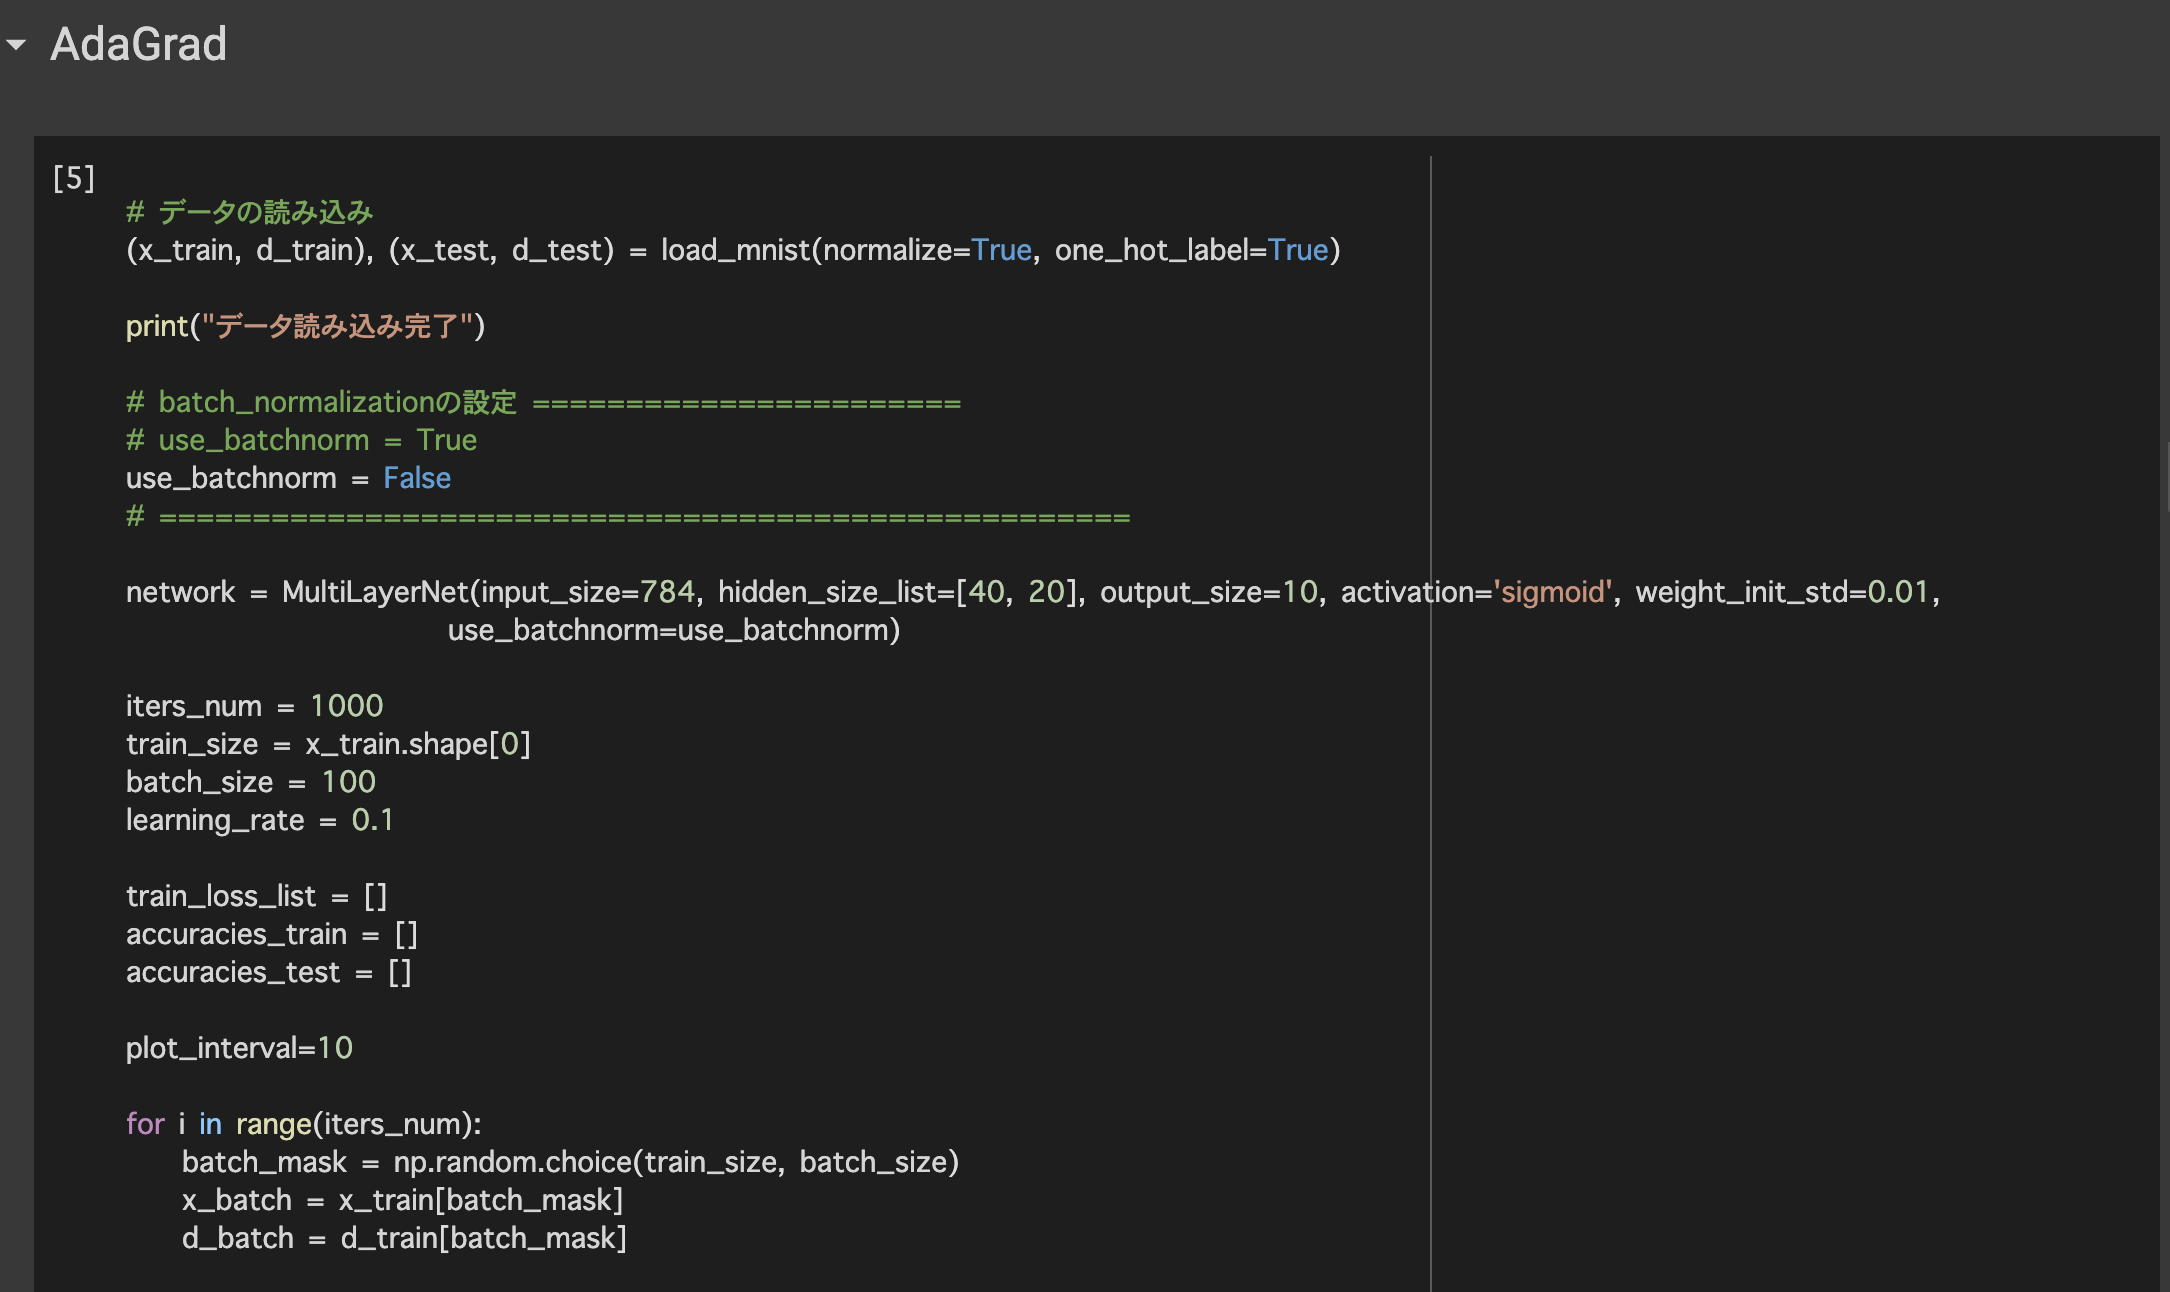 AdaGrad
[5]
# データの読み込み
(x_train, d_train), (x_test, d_test) = load_mnist(normalize=True, one_hot_label=True)
print("データ読み込み完了")
# batch_normalizationの設定 =======================
# use_batchnorm = True
use_batchnorm = False
# ====================================================
network = MultiLayerNet(input_size=784, hidden_size_list=[40, 20], output_size=10, activation='sigmoid', weight_init_std=0.01,
use_batchnorm=use_batchnorm)
iters_num = 1000
train_size = x_train.shape[0]
batch_size = 100
learning_rate = 0.1
train_loss_list = []
accuracies_train = []
accuracies_test = []
plot_interval=10
for i in range(iters_num):
batch_mask = np.random.choice(train_size, batch_size)
x_batch = x_train[batch_mask]
d_batch = d_train[batch_mask]